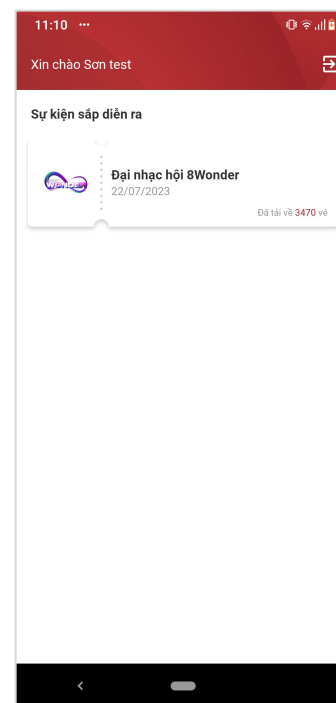 11:10 ···
Xin chào Sơn test
Sự kiện sắp diễn ra
WONDER
Đại nhạc hội 8Wonder
22/07/2023
Đã tải về 3470 vé